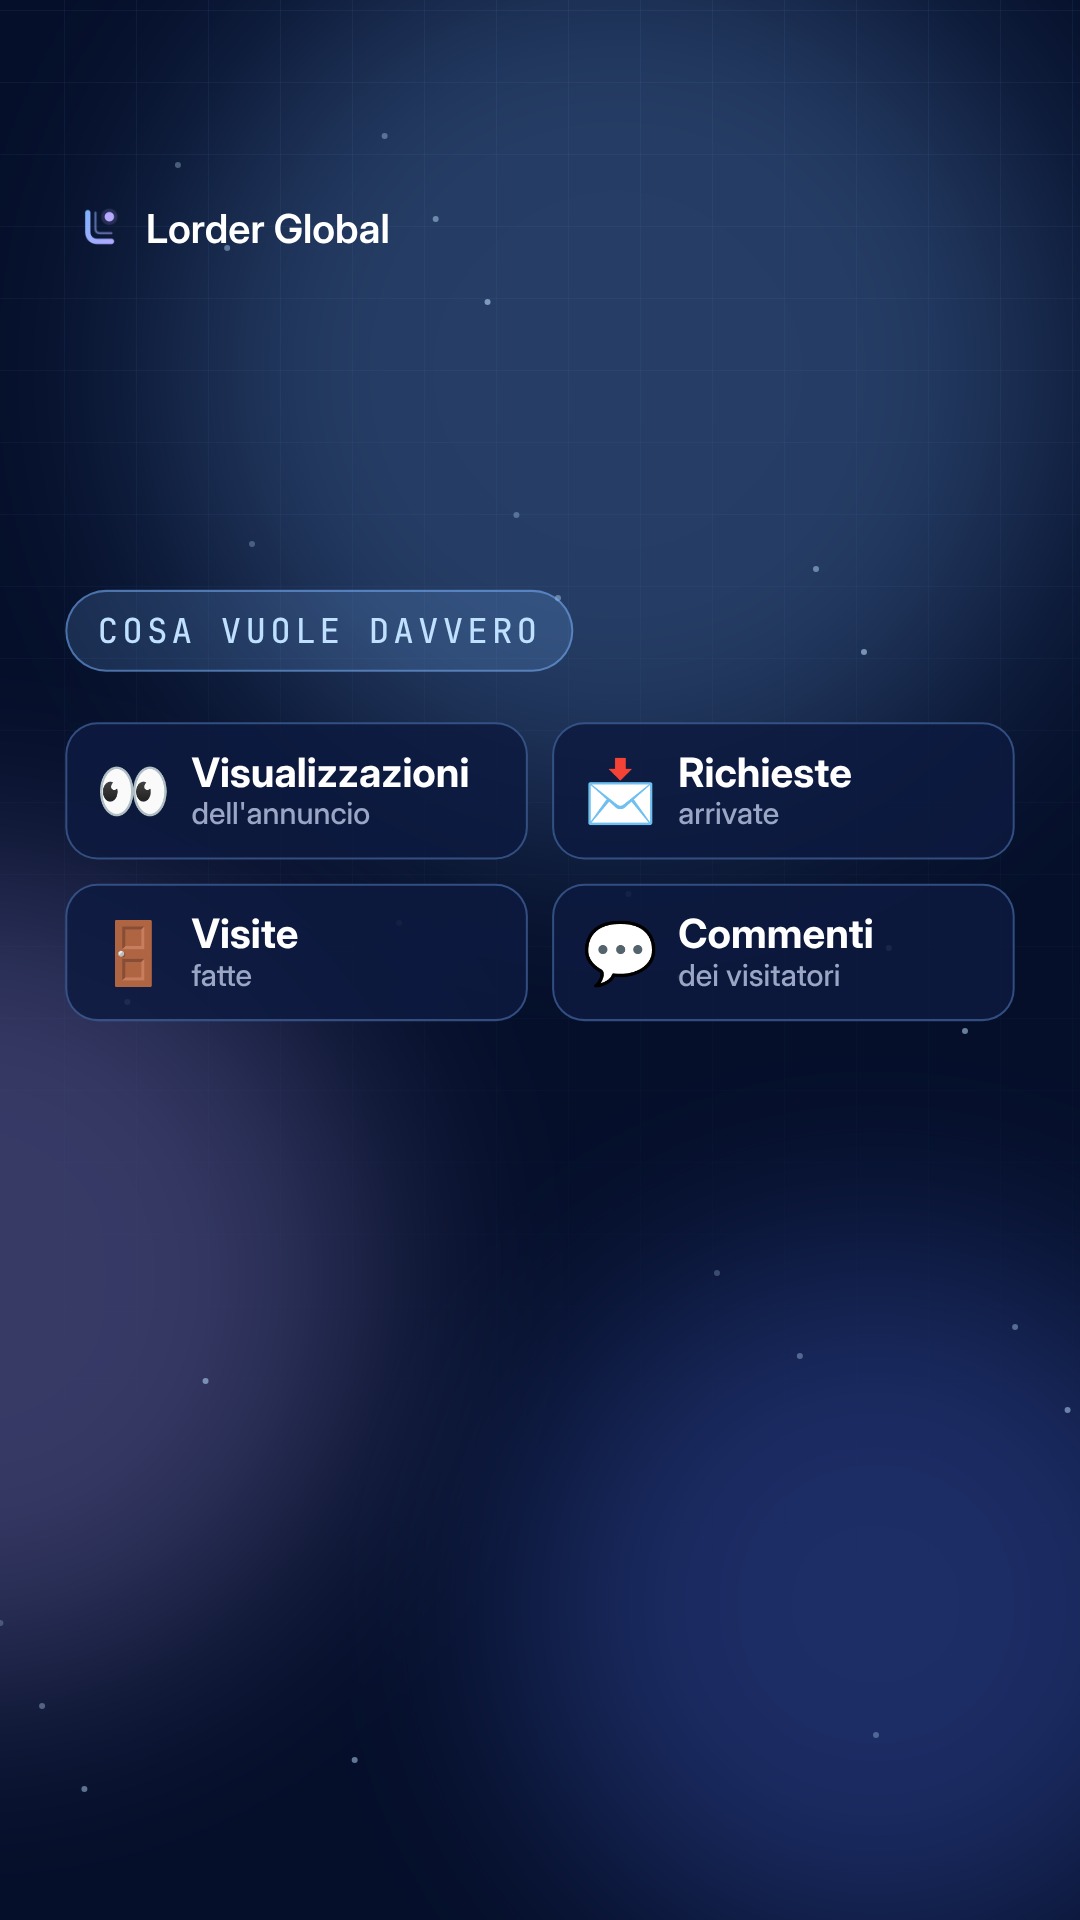 Lorder Global
COSA VUOLE DAVVERO
Visualizzazioni
dell'annuncio
Richieste
arrivate
Visite
fatte
Commenti
dei visitatori